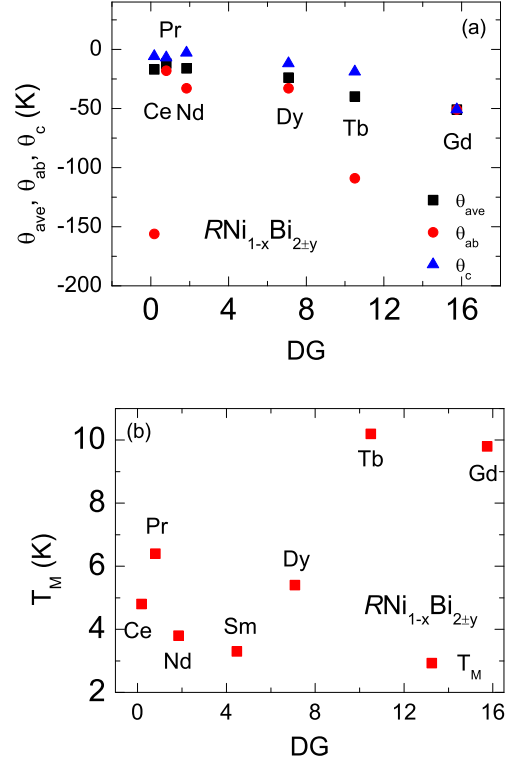 (a)
0
-50
-100
-150
-200
θave, θab, θc (K)
Pr
Ce
Nd
Dy
Tb
Gd
RNi1-xBi2±y
θave
θab
θc
0
4
8
12
16
DG
(b)
10
8
6
4
2
TM (K)
Tb
Gd
Pr
Dy
Ce
Nd
Sm
RNi1-xBi2±y
TM
0
4
8
12
16
DG